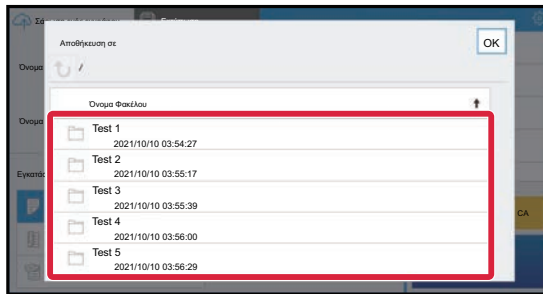 Αποθήκευση σε
OK
Όνομα
/
Όνομα Φακέλου
Όνομα
Test 1
2021/10/10 03:54:27
Test 2
2021/10/10 03:55:17
Test 3
2021/10/10 03:55:39
Test 4
2021/10/10 03:56:00
CA
Test 5
2021/10/10 03:56:29